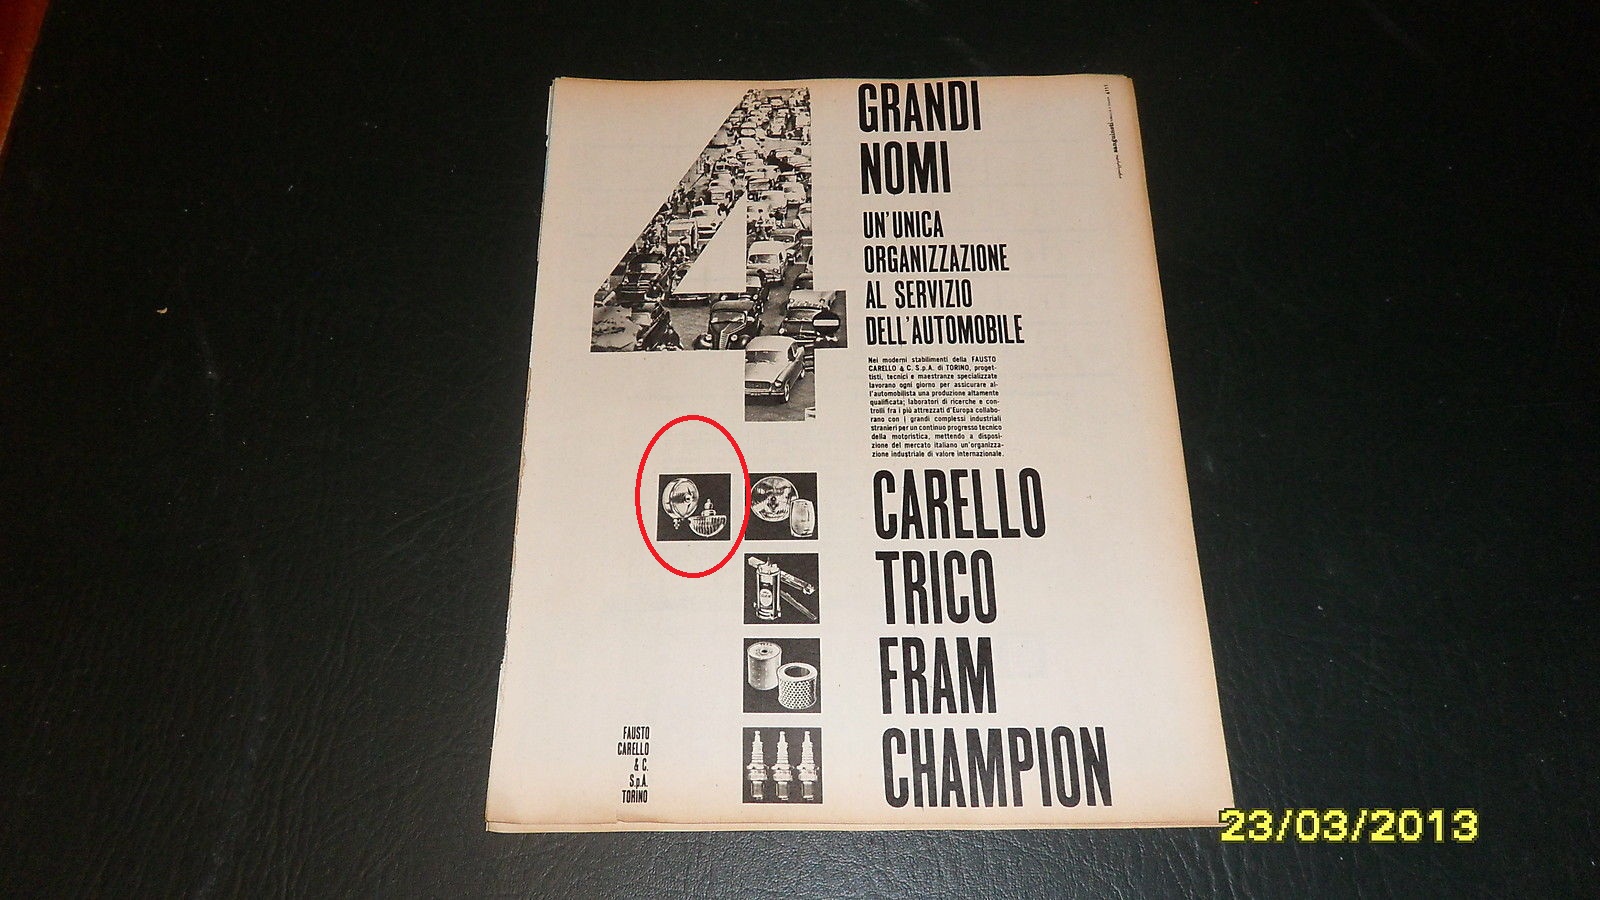 GRANDI
NOMI
UN'UNICA
ORGANIZZAZIONE
AL SERVIZIO
DELL'AUTOMOBILE
Nei moderni stabilimenti della FAUSTO
CARELLO & C. S.p.A. di TORINO, proget-
tisti, tecnici e maestranze specializzate
lavorano ogni giorno per assicurare al-
l'automobilista una produzione altamente
qualificata; laboratori di ricerche e con-
trolli fra i più attrezzati d'Europa collabo-
rano con i grandi complessi industriali
stranieri per un continuo progresso tecnico
della motoristica, mettendo a disposi-
zione del mercato italiano un'organizza-
zione industriale di valore internazionale.
4
CARELLO
TRICO
FRAM
CHAMPION
FAUSTO
CARELLO
& C.
S.p.A.
TORINO
sanguineti
23/03/2013